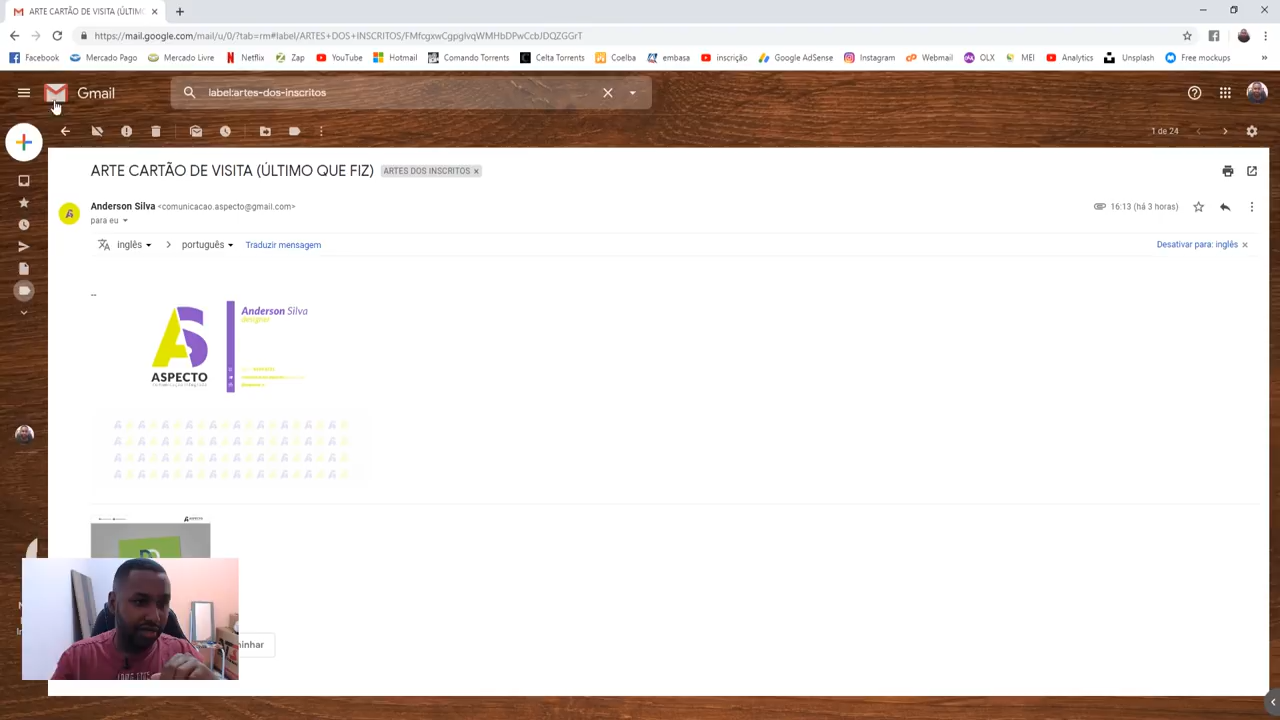 ARTE CARTÃO DE VISITA (ÚLTIM
https://mail.google.com/mail/u/0/?tab=rm#label/ARTES+DOS+INSCRITOS/FMfcgxwCgpglvqWMHbDPwCcbJDQZGGrT
Facebook Mercado Pago Mercado Livre Netflix Zap YouTube Hotmail Comando Torrents Celta Torrents Coelba embasa inscrição Google AdSense Instagram Webmail OLX MEI Analytics Unsplash Free mockups »
Gmail label:artes-dos-inscritos
1 de 24
ARTE CARTÃO DE VISITA (ÚLTIMO QUE FIZ) ARTES DOS INSCRITOS x
Anderson Silva <comunicacao.aspecto@gmail.com> 16:13 (há 3 horas)
para eu
inglês > português Traduzir mensagem Desativar para: inglês x
--
Anderson Silva
designer
ASPECTO
ASPECTO
inhar